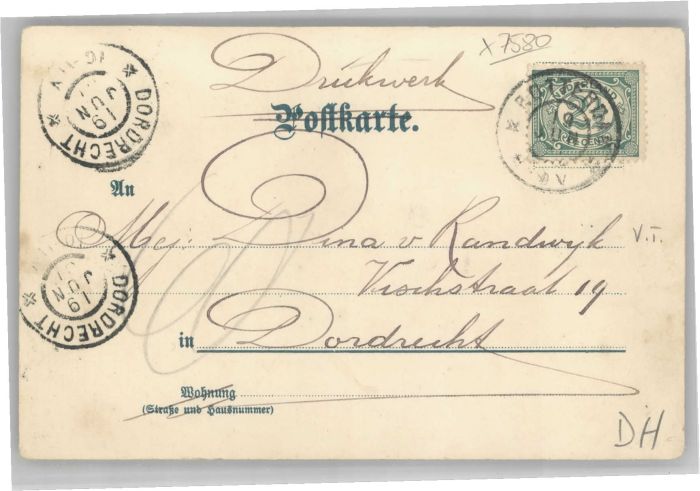 x7580
Drukwerk
Postkarte.
DORDRECHT
19 JUN
An
Mej: Dina v Randwijk
V.T.
Vischstraat 19
DORDRECHT
19 JUN
in Dordrecht
Wohnung
(Straße und Hausnummer)
DH